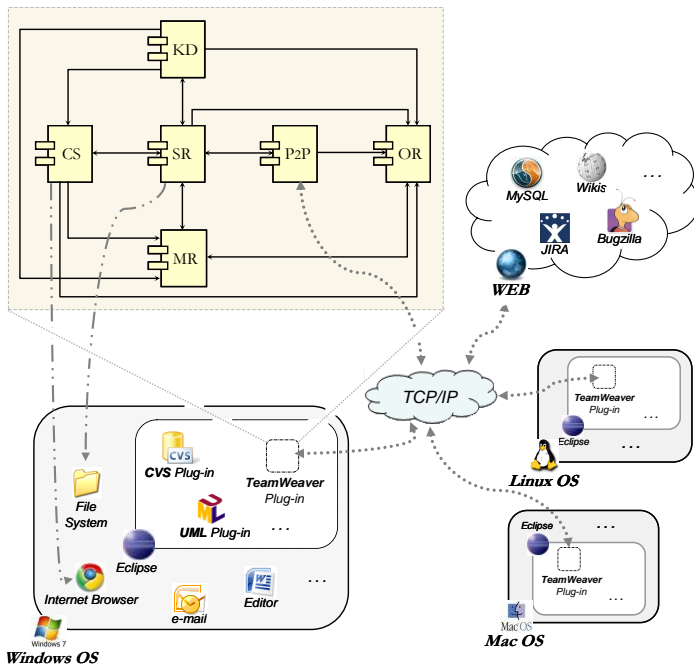 KD
CS
SR
P2P
OR
MR
MySQL
Wikis
...
JIRA
Bugzilla
WEB
TCP/IP
TeamWeaver
Plug-in
...
Eclipse
...
Linux OS
CVS
CVS Plug-in
TeamWeaver
Plug-in
UML
UML Plug-in
...
File
System
Eclipse
Internet Browser
e-mail
Editor
...
Windows 7
Windows OS
Eclipse
...
TeamWeaver
Plug-in
...
Mac OS
Mac OS